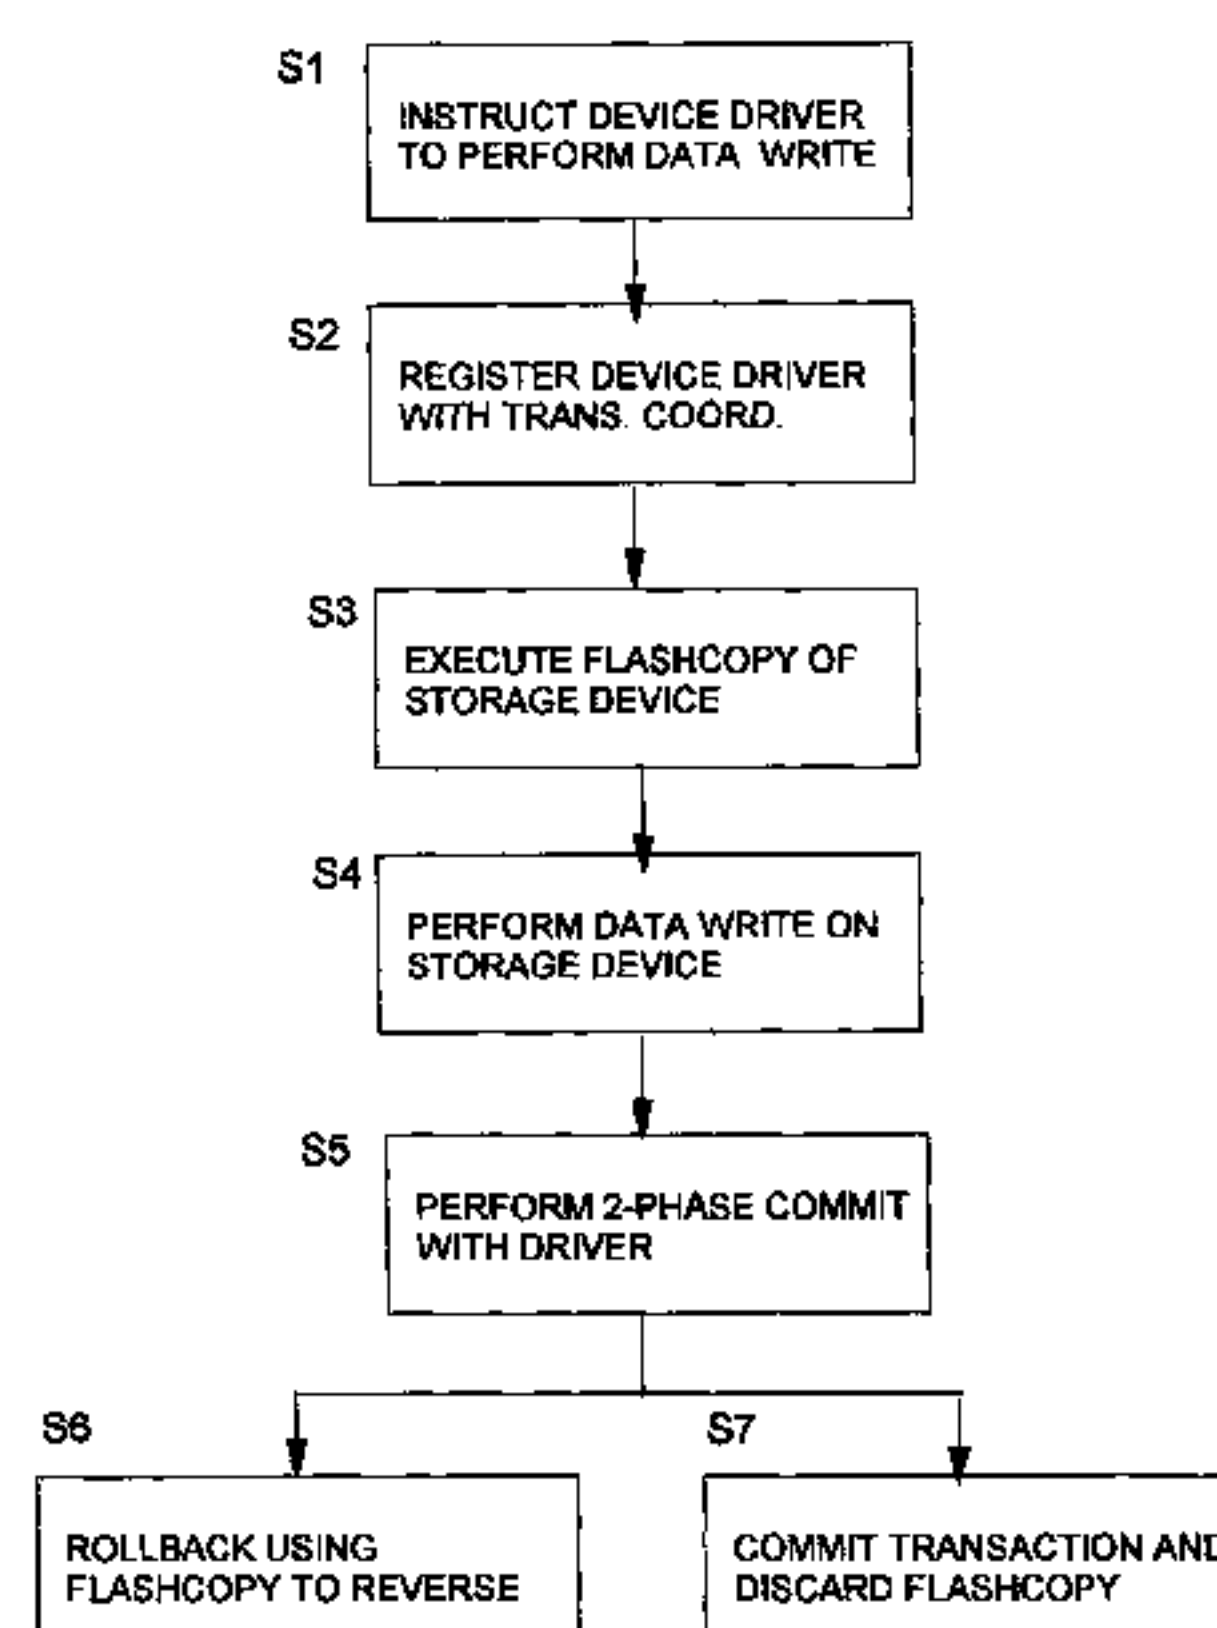 S1
INSTRUCT DEVICE DRIVER
TO PERFORM DATA WRITE
S2
REGISTER DEVICE DRIVER
WITH TRANS. COORD.
S3
EXECUTE FLASHCOPY OF
STORAGE DEVICE
S4
PERFORM DATA WRITE ON
STORAGE DEVICE
S5
PERFORM 2-PHASE COMMIT
WITH DRIVER
S6
ROLLBACK USING
FLASHCOPY TO REVERSE
S7
COMMIT TRANSACTION AND
DISCARD FLASHCOPY